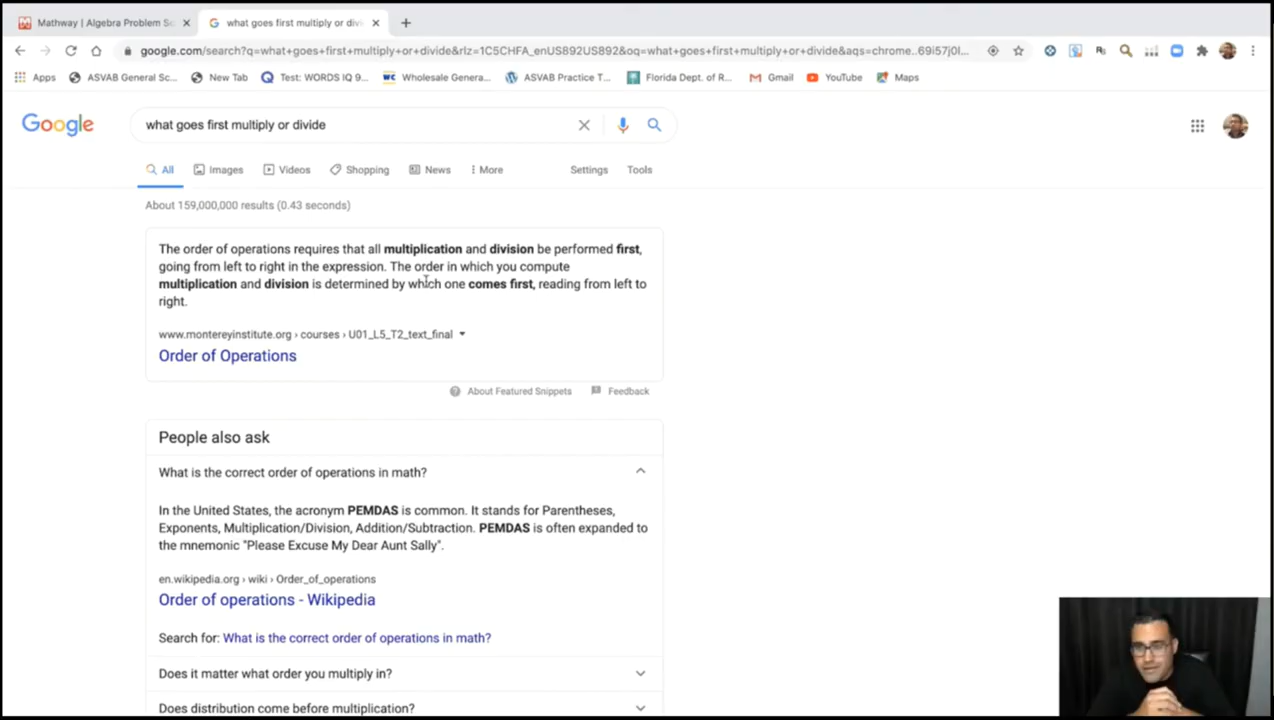 Mathway | Algebra Problem So
what goes first multiply or divi
google.com/search?q=what+goes+first+multiply+or+divide&rlz=1C5CHFA_enUS892US892&oq=what+goes+first+multiply+or+divide&aqs=chrome..69i57j0l...
Apps ASVAB General Sc... New Tab Test: WORDS IQ 9... Wholesale Genera... ASVAB Practice T... Florida Dept. of R... Gmail YouTube Maps
Google what goes first multiply or divide
All Images Videos Shopping News More Settings Tools
About 159,000,000 results (0.43 seconds)
The order of operations requires that all multiplication and division be performed first,
going from left to right in the expression. The order in which you compute
multiplication and division is determined by which one comes first, reading from left to
right.
www.montereyinstitute.org › courses › U01_L5_T2_text_final
Order of Operations
About Featured Snippets Feedback
People also ask
What is the correct order of operations in math?
In the United States, the acronym PEMDAS is common. It stands for Parentheses,
Exponents, Multiplication/Division, Addition/Subtraction. PEMDAS is often expanded to
the mnemonic "Please Excuse My Dear Aunt Sally".
en.wikipedia.org › wiki › Order_of_operations
Order of operations - Wikipedia
Search for: What is the correct order of operations in math?
Does it matter what order you multiply in?
Does distribution come before multiplication?